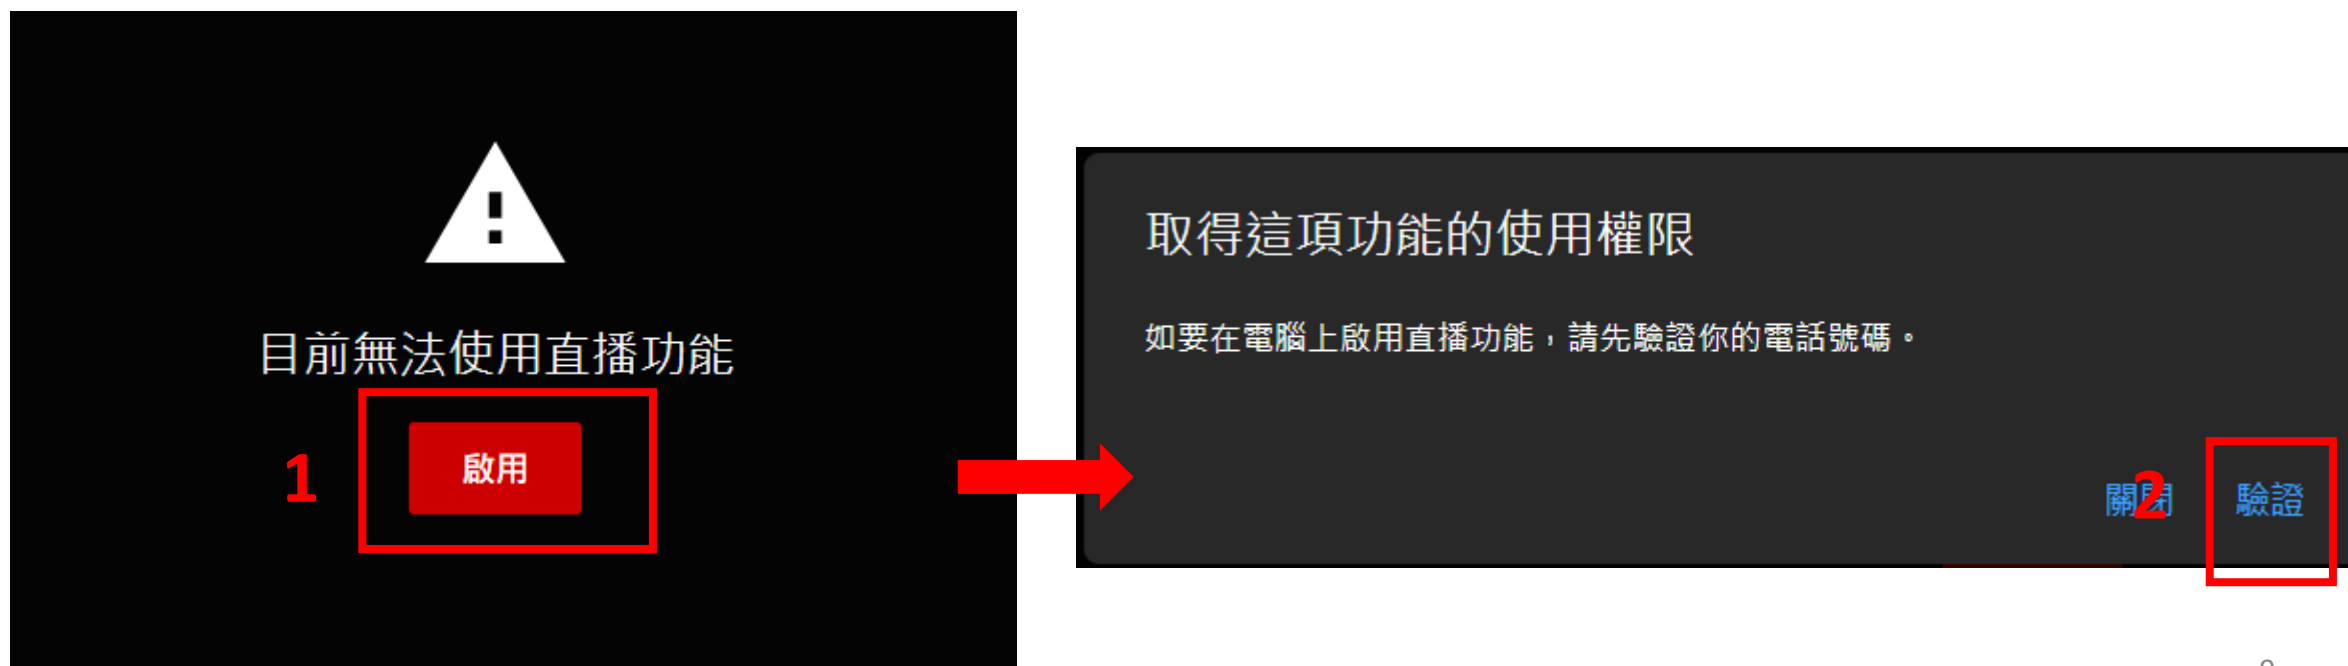 目前無法使用直播功能
1
啟用
取得這項功能的使用權限
如要在電腦上啟用直播功能，請先驗證你的電話號碼。
關閉
2
驗證